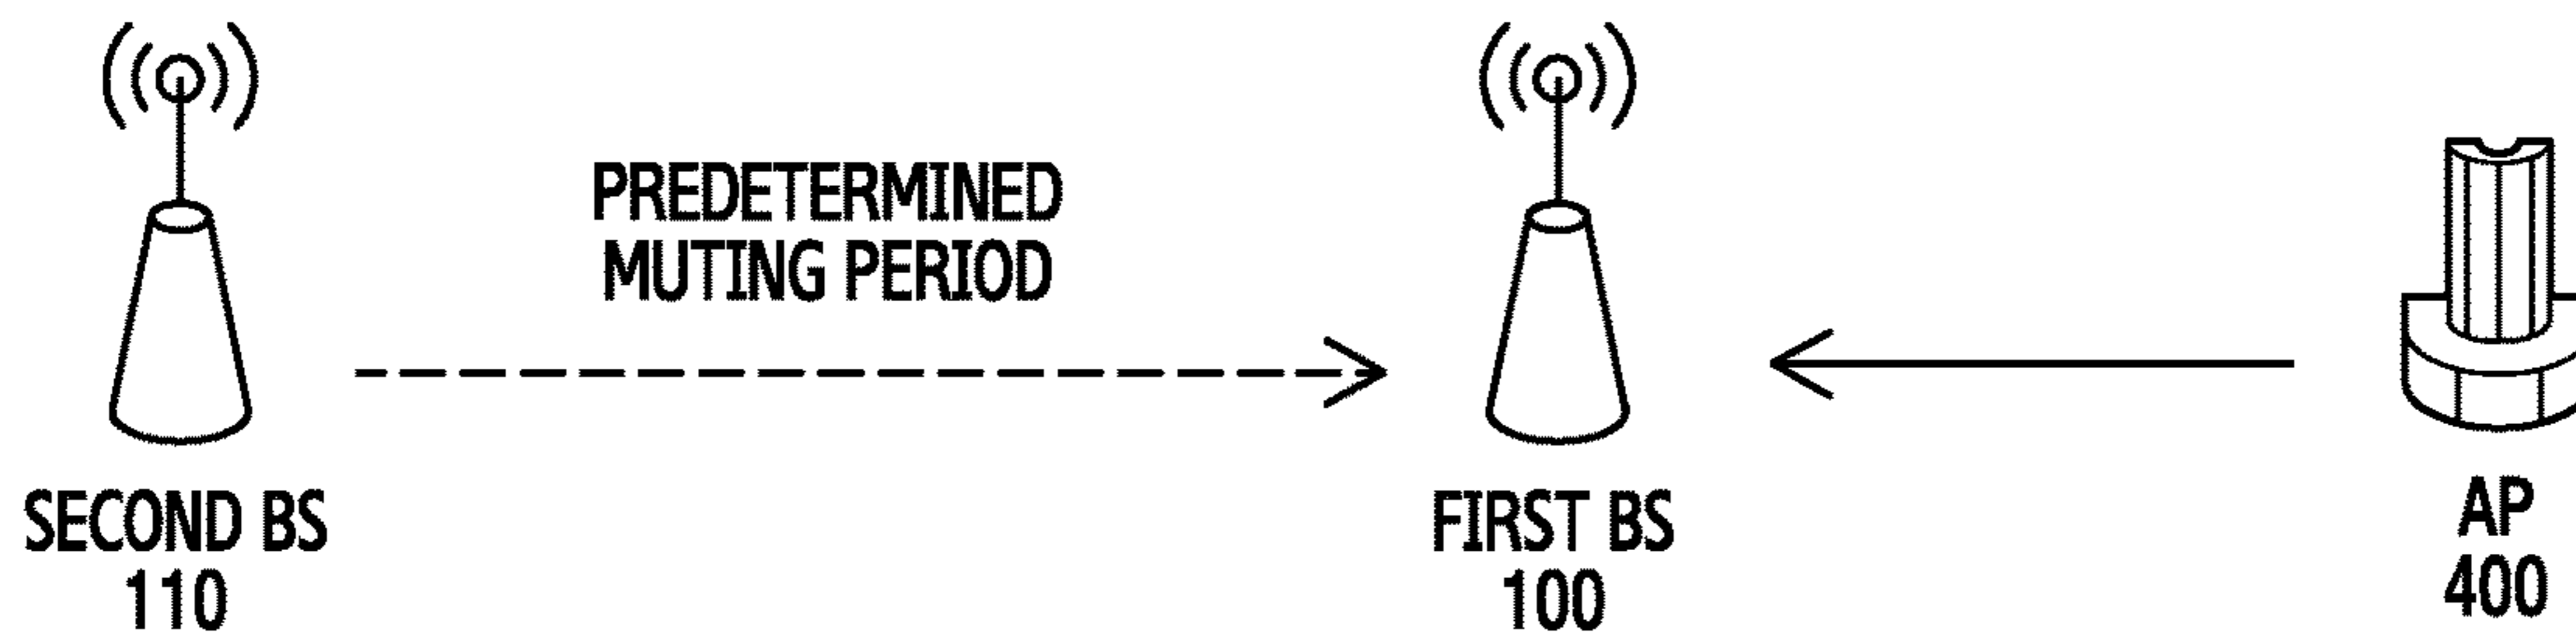 PREDETERMINED
MUTING PERIOD
SECOND BS
110
FIRST BS
100
AP
400